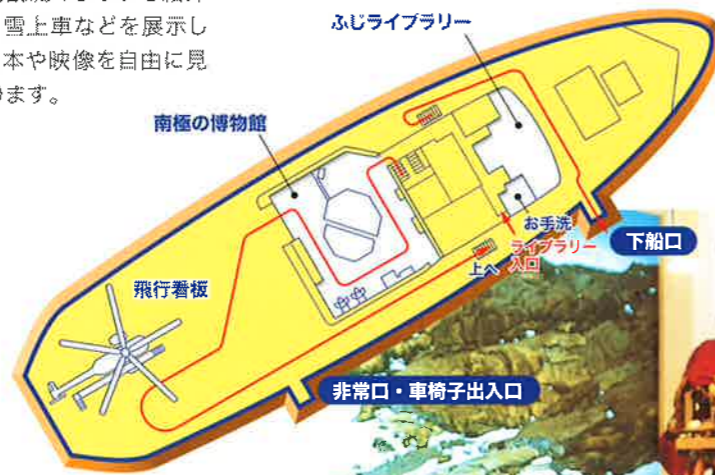 雪上車などを展示し
本や映像を自由に見
ます。
ふじライブラリー
南極の博物館
お手洗
ライブラリー
入口
下船口
上へ
飛行看板
非常口・車椅子出入口